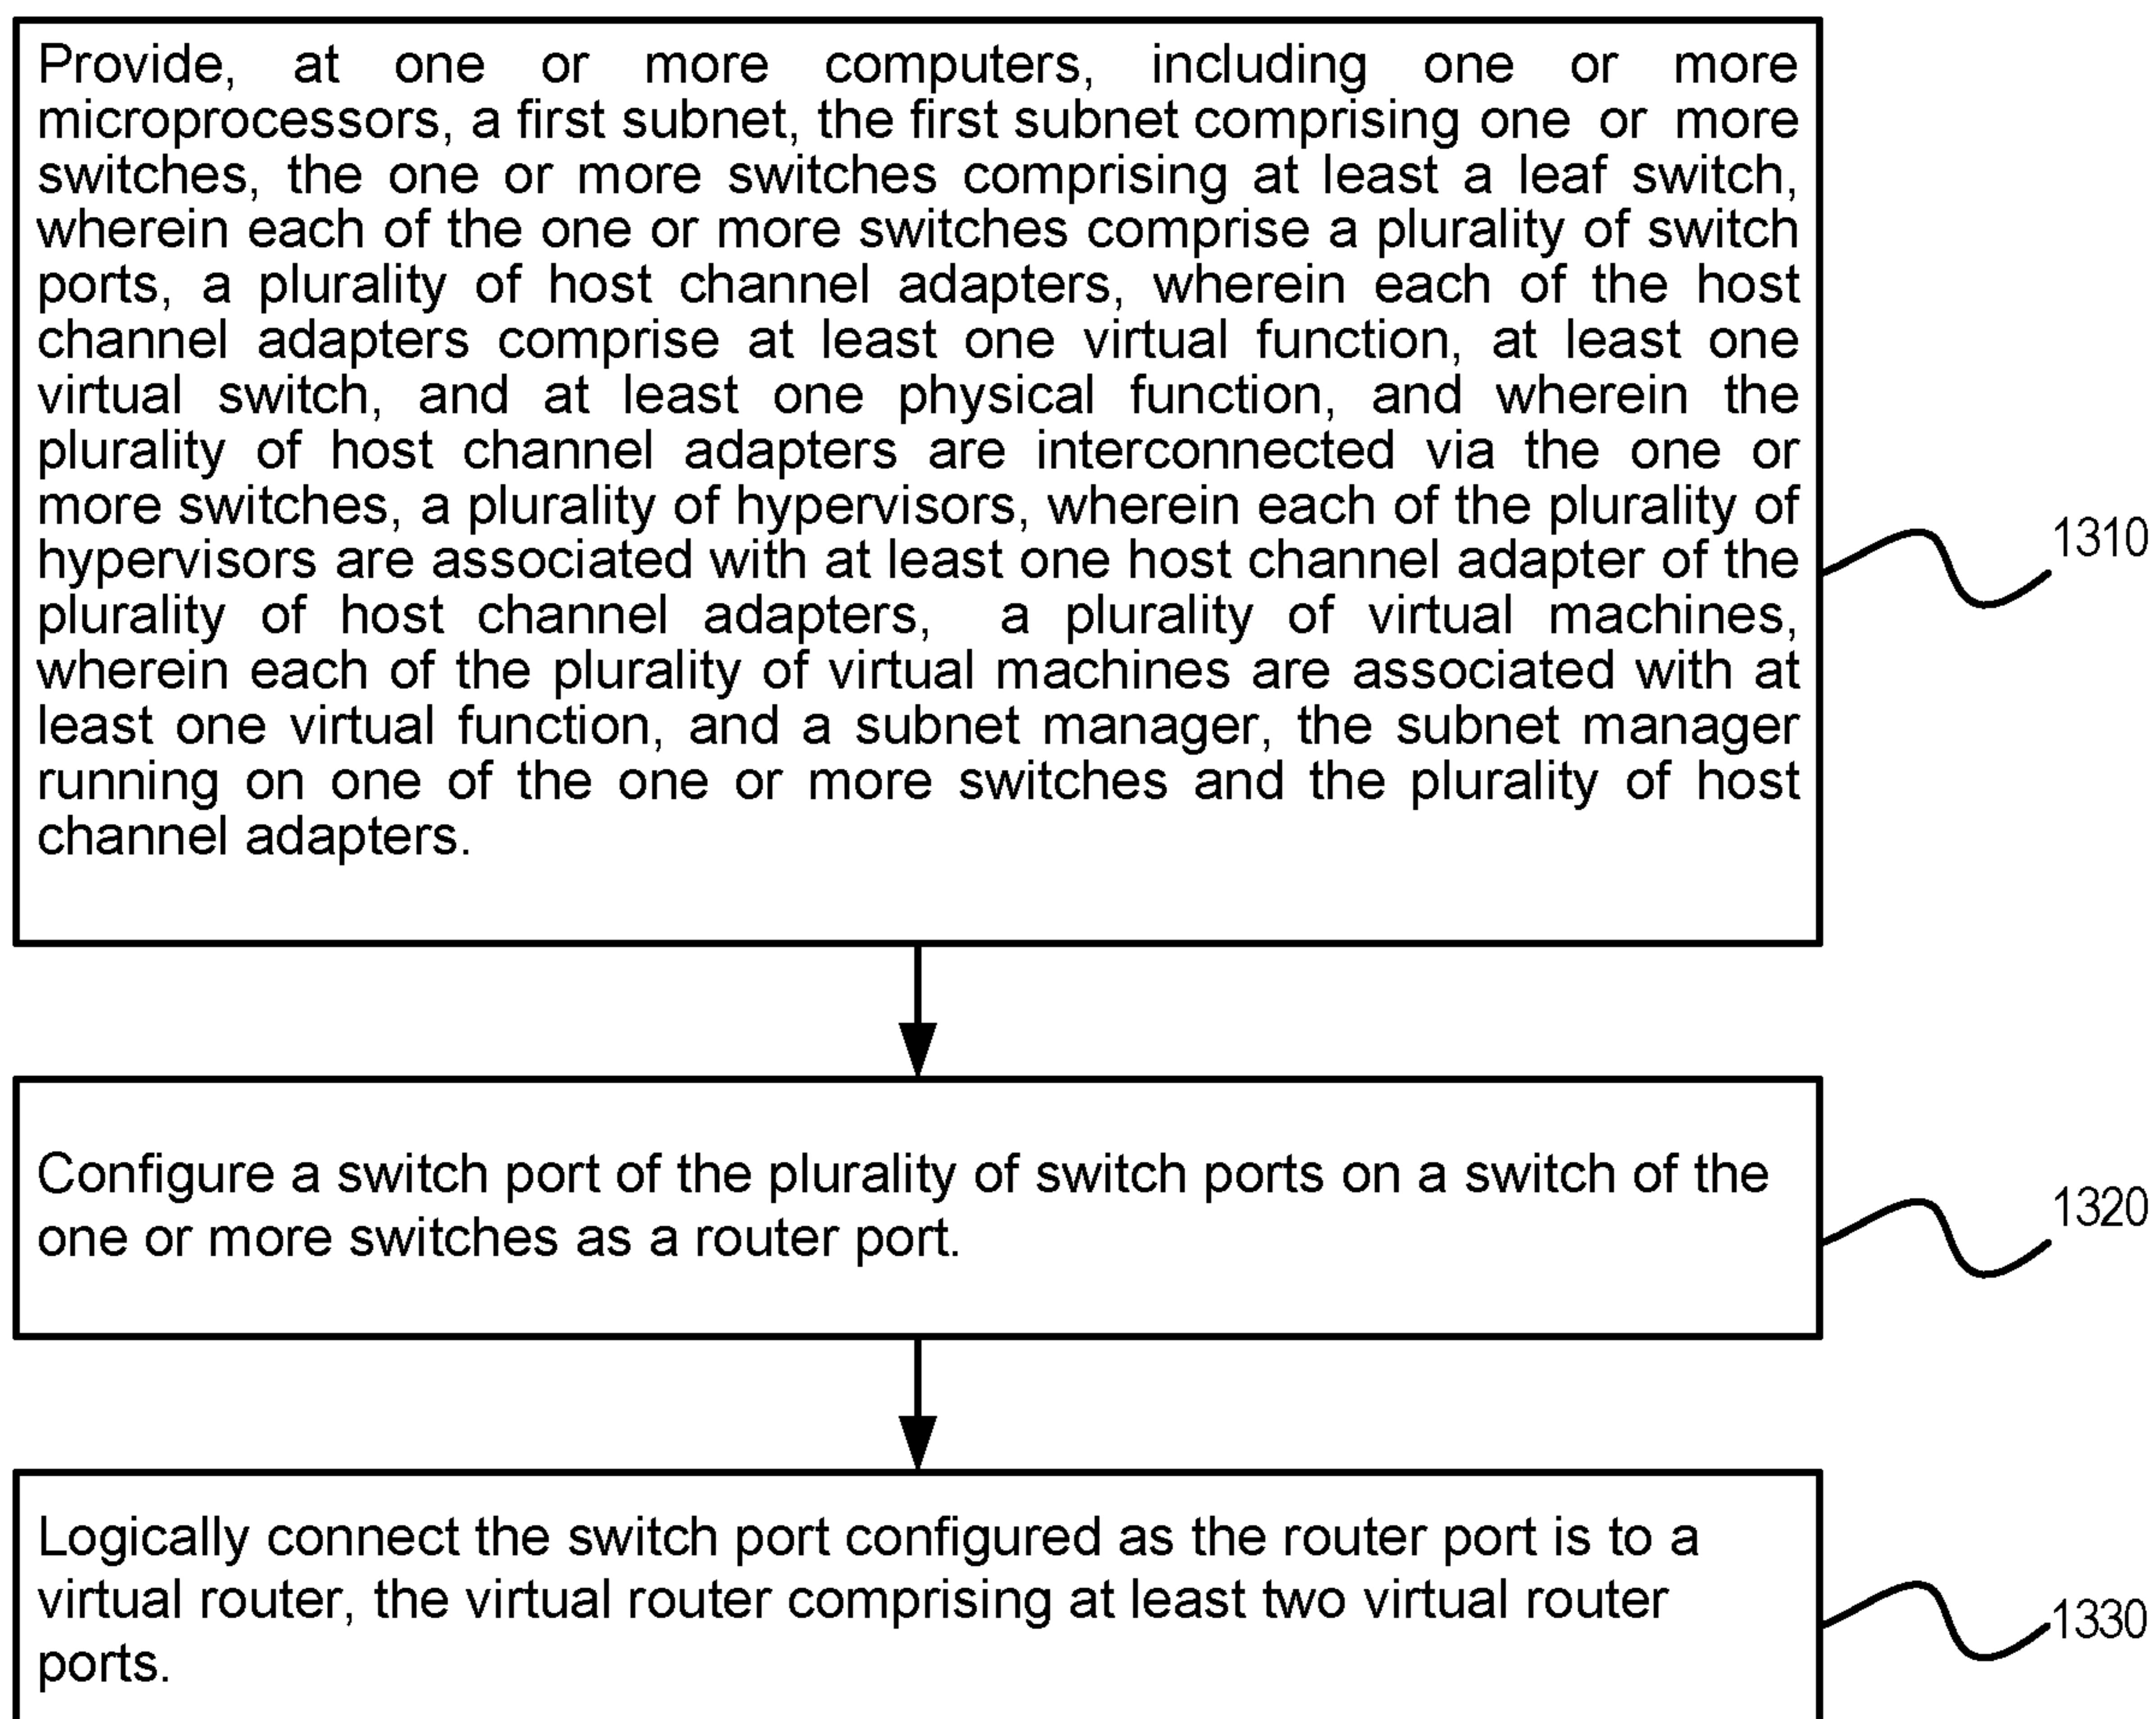 Provide, at one or more computers, including one or more
microprocessors, a first subnet, the first subnet comprising one or more
switches, the one or more switches comprising at least a leaf switch,
wherein each of the one or more switches comprise a plurality of switch
ports, a plurality of host channel adapters, wherein each of the host
channel adapters comprise at least one virtual function, at least one
virtual switch, and at least one physical function, and wherein the
plurality of host channel adapters are interconnected via the one or
more switches, a plurality of hypervisors, wherein each of the plurality of
hypervisors are associated with at least one host channel adapter of the
plurality of host channel adapters, a plurality of virtual machines,
wherein each of the plurality of virtual machines are associated with at
least one virtual function, and a subnet manager, the subnet manager
running on one of the one or more switches and the plurality of host
channel adapters.
1310
Configure a switch port of the plurality of switch ports on a switch of the
one or more switches as a router port.
1320
Logically connect the switch port configured as the router port is to a
virtual router, the virtual router comprising at least two virtual router
ports.
1330